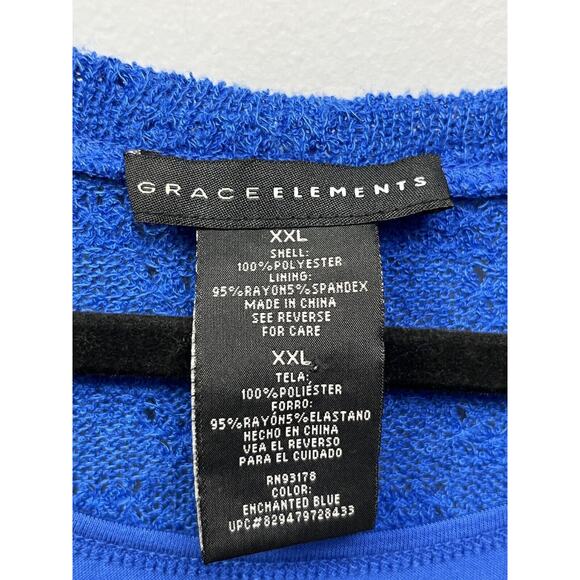 GRACEELEMENTS
XXL
SHELL:
100%POLYESTER
LINING:
95%RAYON5%SPANDEX
MADE IN CHINA
SEE REVERSE
FOR CARE
XXL
TELA:
100%POLIÉSTER
FORRO:
95%RAYÓN5%ELASTANO
HECHO EN CHINA
VEA EL REVERSO
PARA EL CUIDADO
RN93178
COLOR:
ENCHANTED BLUE
UPC#829479728433